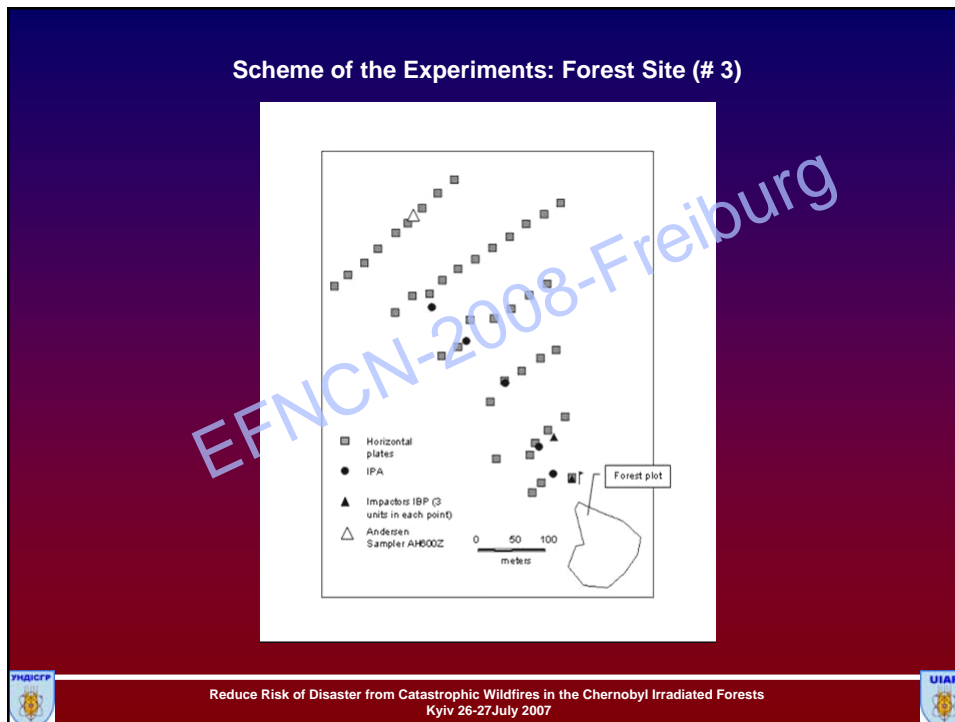 Scheme of the Experiments: Forest Site (# 3)
EFNCN-2008-Freiburg
Horizontal
plates
IPA
Impactors IBP (3
units in each point)
Andersen
Sampler AH600Z
0 50 100
meters
Forest plot
УНДІСГР
UIAR
Reduce Risk of Disaster from Catastrophic Wildfires in the Chernobyl Irradiated Forests
Kyiv 26-27July 2007